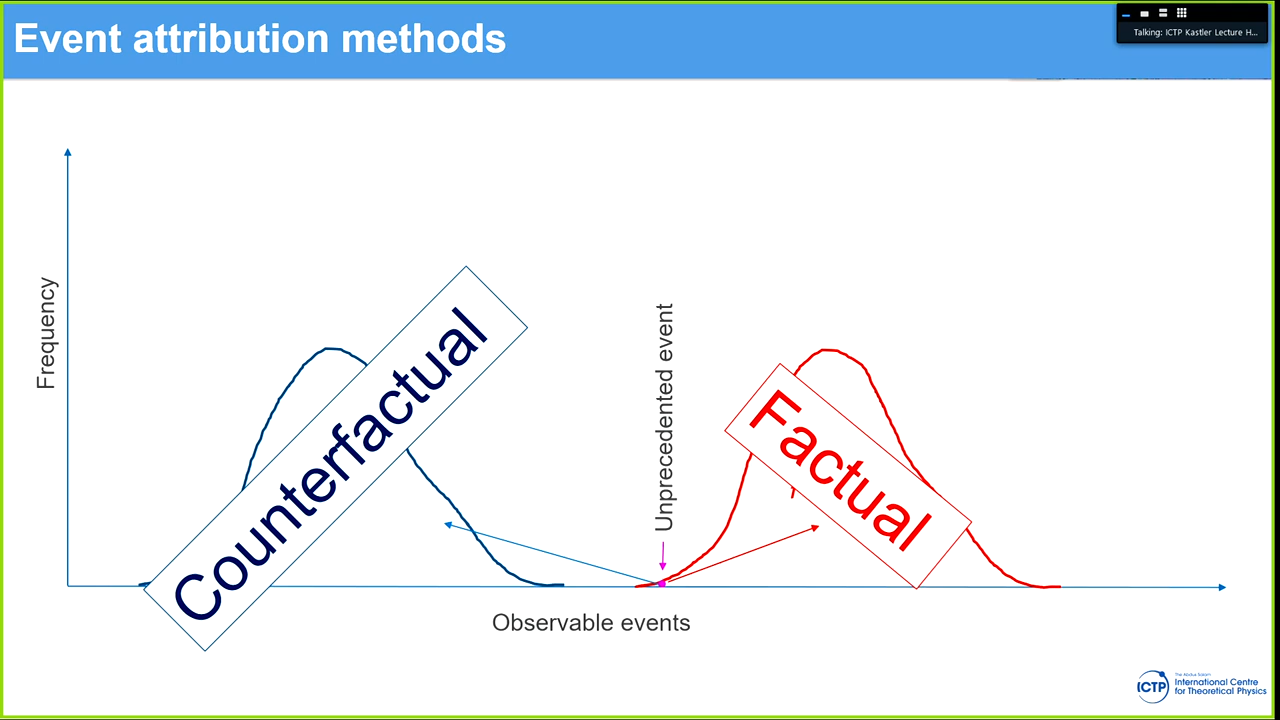 Event attribution methods
Talking: ICTP Kastler Lecture H...
Frequency
Counterfactual
Unprecedented event
Factual
Observable events
ICTP
The Abdus Salam
International Centre
for Theoretical Physics